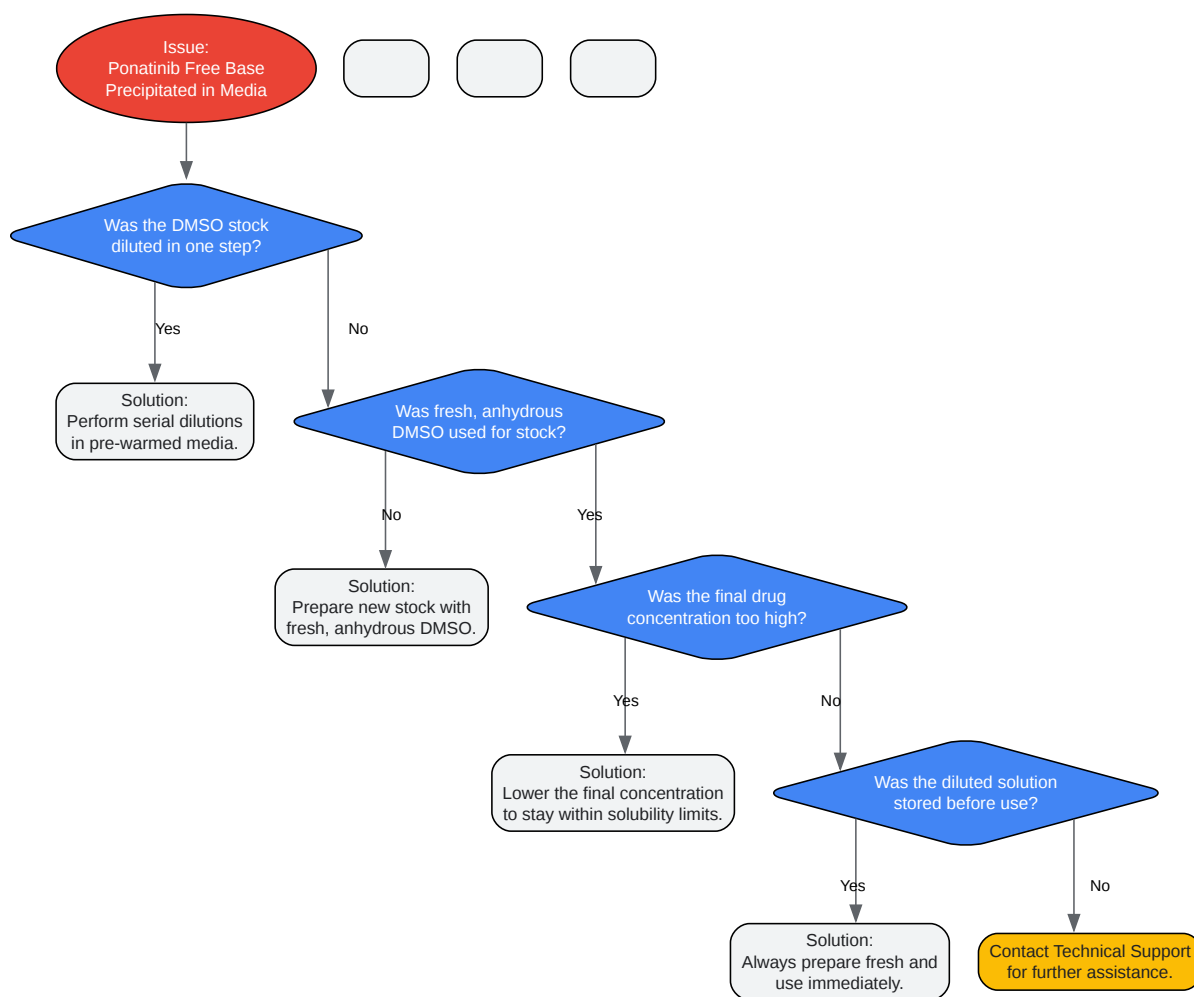 Issue:
Ponatinib Free Base
Precipitated in Media
Was the DMSO stock
diluted in one step?
Yes
No
Solution:
Perform serial dilutions
in pre-warmed media.
Was fresh, anhydrous
DMSO used for stock?
No
Yes
Solution:
Prepare new stock with
fresh, anhydrous DMSO.
Was the final drug
concentration too high?
Yes
No
Solution:
Lower the final concentration
to stay within solubility limits.
Was the diluted solution
stored before use?
Yes
No
Solution:
Always prepare fresh and
use immediately.
Contact Technical Support
for further assistance.